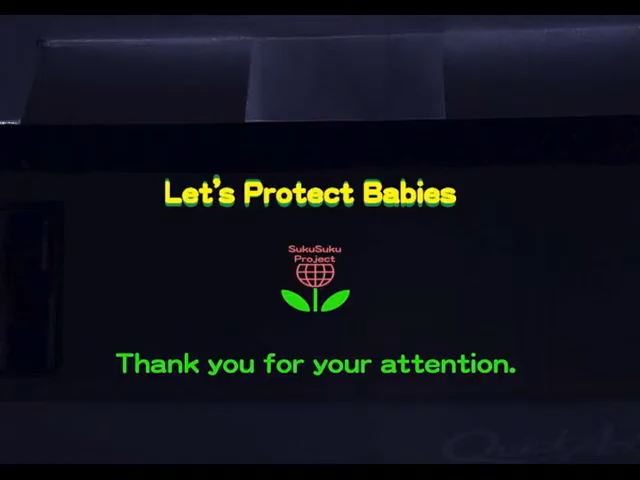 Let's Protect Babies
SukuSuku
Project
Thank you for your attention.